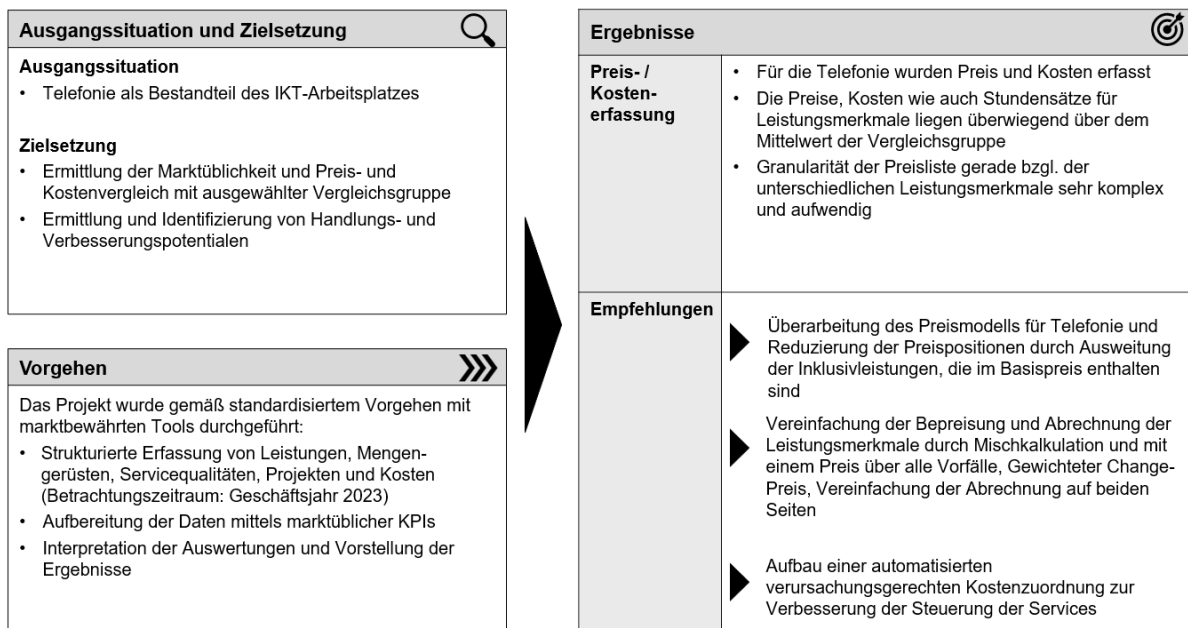 Ausgangssituation und Zielsetzung
Ausgangssituation
• Telefonie als Bestandteil des IKT-Arbeitsplatzes
Zielsetzung
• Ermittlung der Marktüblichkeit und Preis- und
Kostenvergleich mit ausgewählter Vergleichsgruppe
• Ermittlung und Identifizierung von Handlungs- und
Verbesserungspotentialen
Vorgehen
Das Projekt wurde gemäß standardisiertem Vorgehen mit
marktbewährten Tools durchgeführt:
• Strukturierte Erfassung von Leistungen, Mengen-
gerüsten, Servicequalitäten, Projekten und Kosten
(Betrachtungszeitraum: Geschäftsjahr 2023)
• Aufbereitung der Daten mittels marktüblicher KPIs
• Interpretation der Auswertungen und Vorstellung der
Ergebnisse
Ergebnisse
Preis- /
Kosten-
erfassung
• Für die Telefonie wurden Preis und Kosten erfasst
• Die Preise, Kosten wie auch Stundensätze für
Leistungsmerkmale liegen überwiegend über dem
Mittelwert der Vergleichsgruppe
• Granularität der Preisliste gerade bzgl. der
unterschiedlichen Leistungsmerkmale sehr komplex
und aufwendig
Empfehlungen
Überarbeitung des Preismodells für Telefonie und
Reduzierung der Preispositionen durch Ausweitung
der Inklusivleistungen, die im Basispreis enthalten
sind
Vereinfachung der Bepreisung und Abrechnung der
Leistungsmerkmale durch Mischkalkulation und mit
einem Preis über alle Vorfälle, Gewichteter Change-
Preis, Vereinfachung der Abrechnung auf beiden
Seiten
Aufbau einer automatisierten
verursachungsgerechten Kostenzuordnung zur
Verbesserung der Steuerung der Services